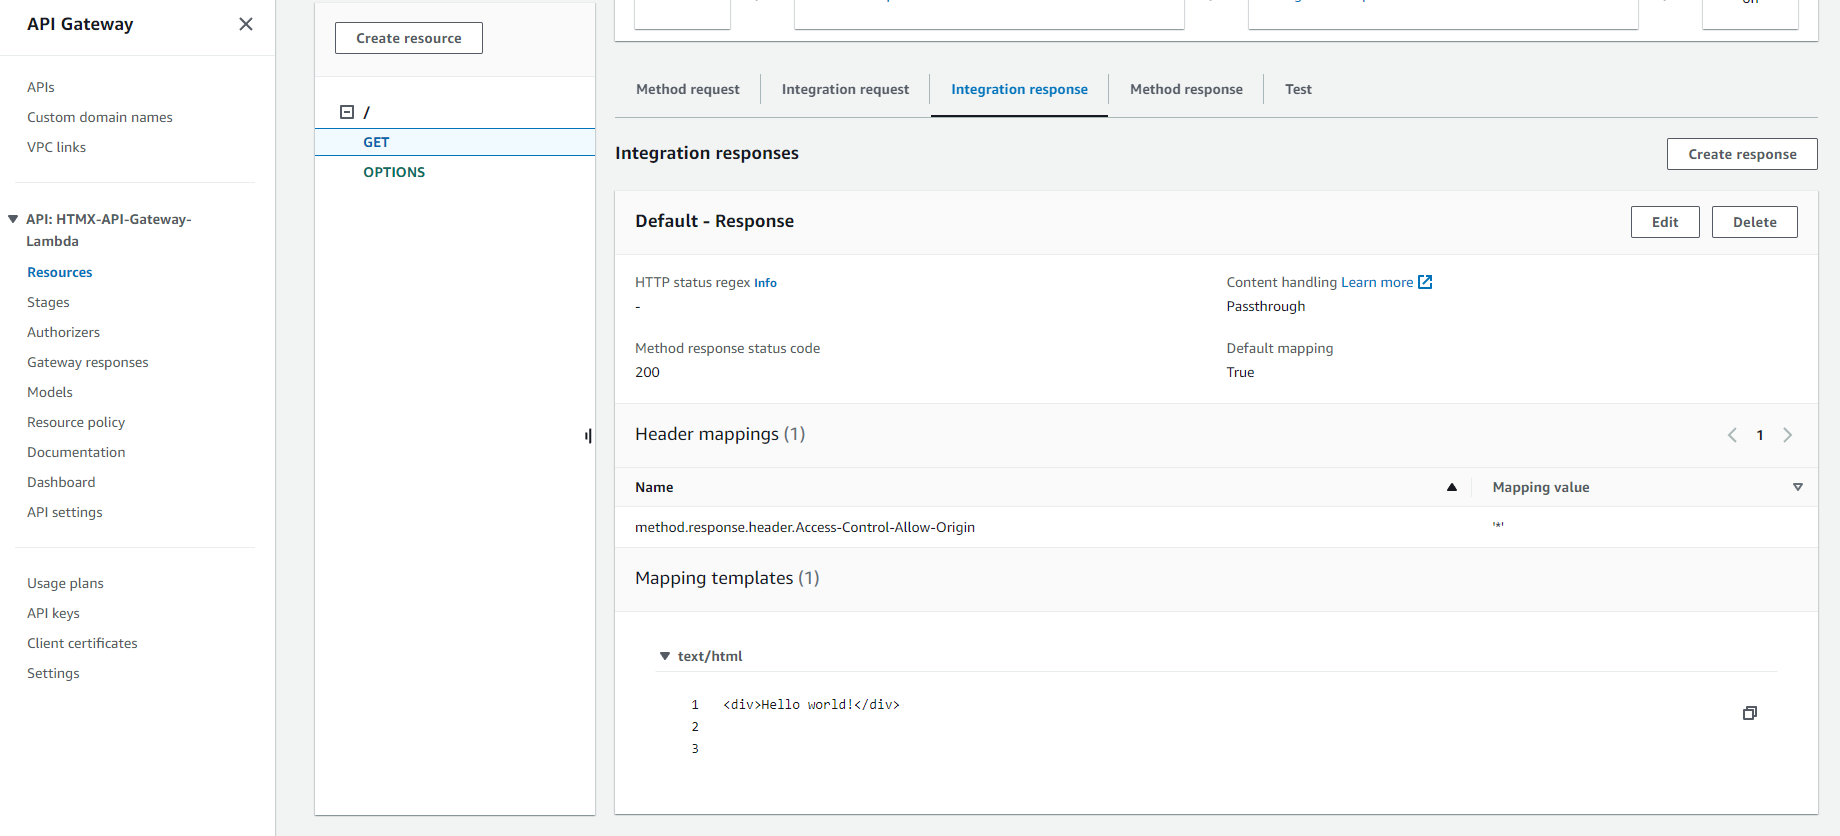 API Gateway
APIs
Custom domain names
VPC links
API: HTMX-API-Gateway-
Lambda
Resources
Stages
Authorizers
Gateway responses
Models
Resource policy
Documentation
Dashboard
API settings
Usage plans
API keys
Client certificates
Settings
Create resource
/
GET
OPTIONS
Method request
Integration request
Integration response
Method response
Test
Integration responses
Create response
Default - Response
Edit
Delete
HTTP status regex Info
-
Content handling Learn more
Passthrough
Method response status code
200
Default mapping
True
Header mappings (1)
1
Name
Mapping value
method.response.header.Access-Control-Allow-Origin
'*'
Mapping templates (1)
text/html
1 <div>Hello world!</div>
2
3